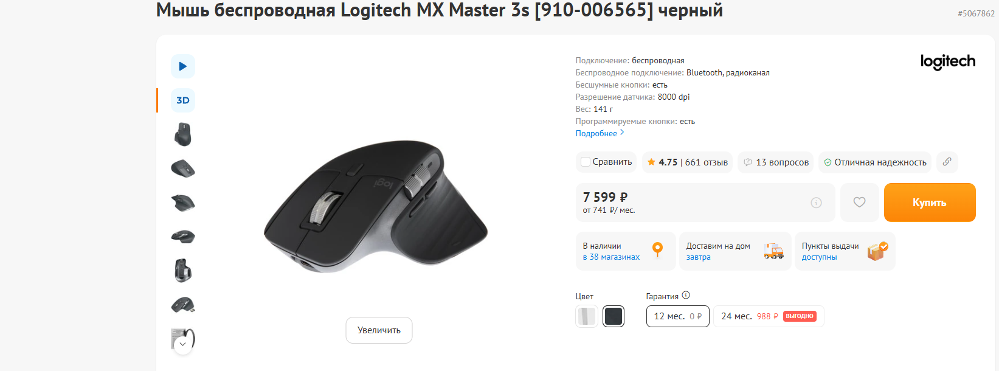 Мышь беспроводная Logitech MX Master 3s [910-006565] черный
#5067862
3D
logi
Увеличить
Подключение: беспроводная
Беспроводное подключение: Bluetooth, радиоканал
Бесшумные кнопки: есть
Разрешение датчика: 8000 dpi
Вес: 141 г
Программируемые кнопки: есть
Подробнее
logitech
Сравнить
4.75 | 661 отзыв
13 вопросов
Отличная надежность
7 599 ₽
от 741 ₽/ мес.
Купить
В наличии
в 38 магазинах
Доставим на дом
завтра
Пункты выдачи
доступны
Цвет
Гарантия
12 мес. 0 ₽
24 мес. 988 ₽ ВЫГОДНО